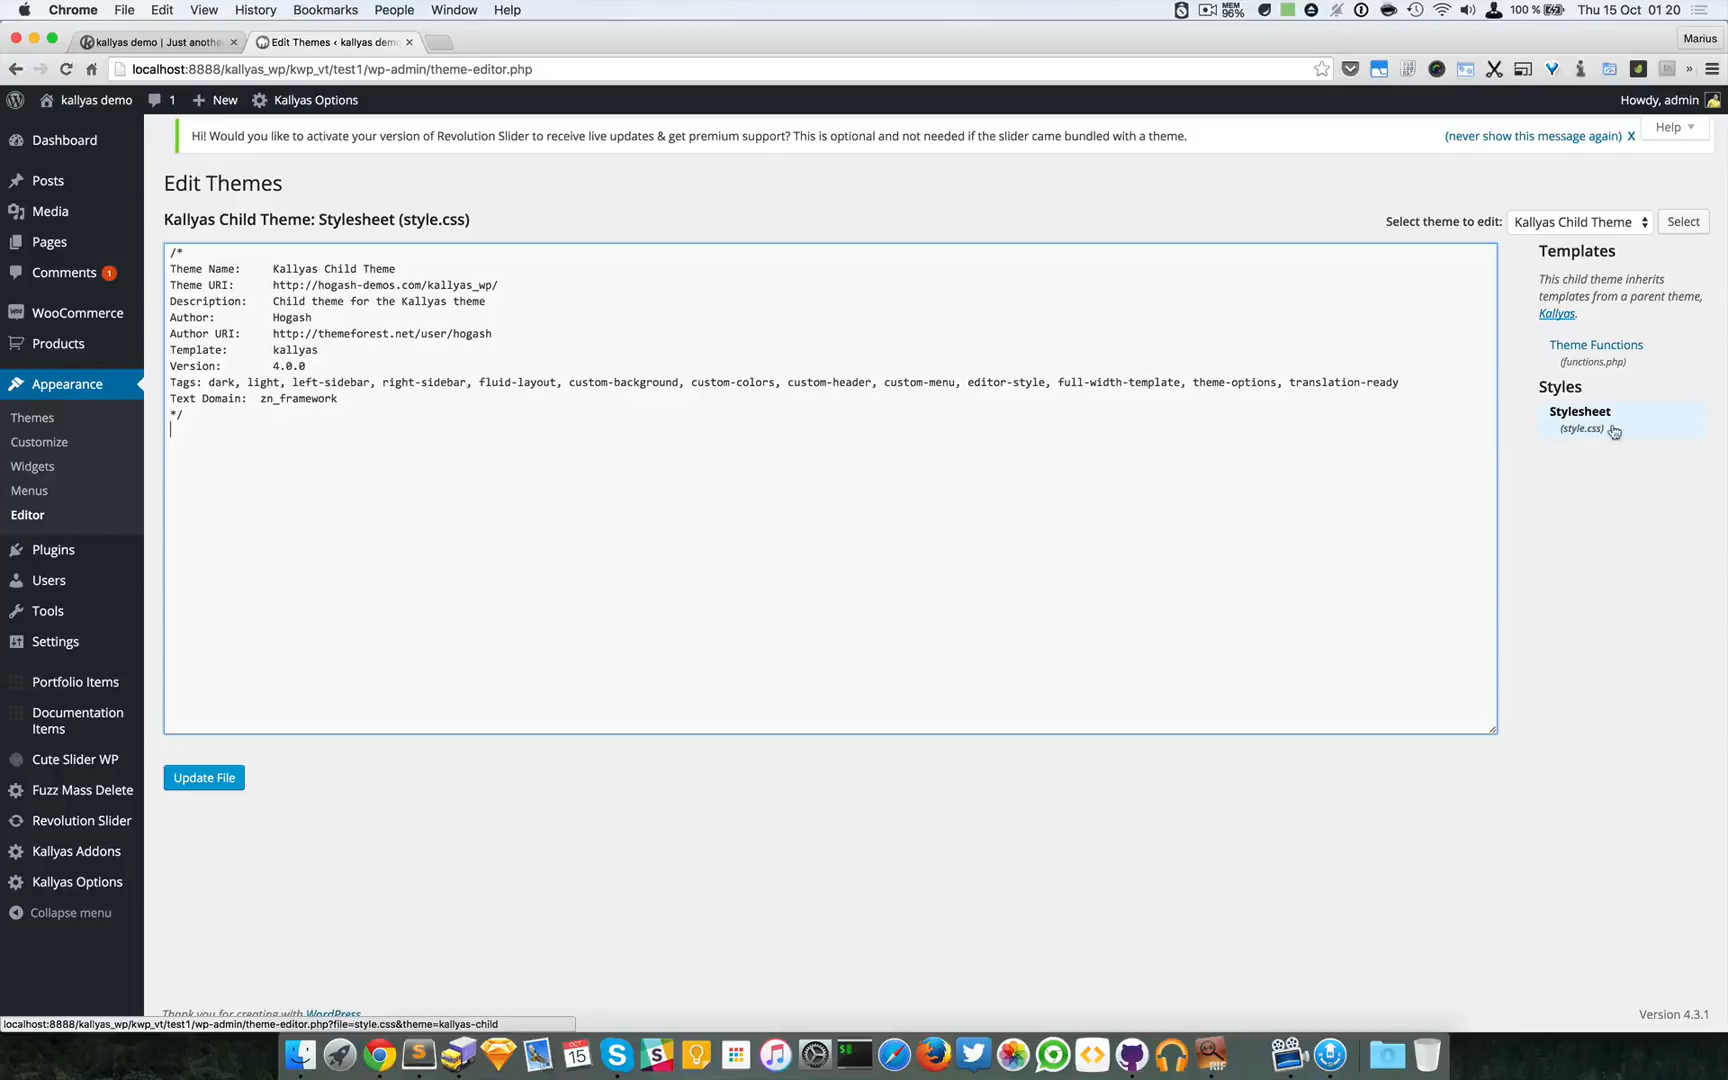 Chrome File Edit View History Bookmarks People Window Help
MEM 96% 100 % Thu 15 Oct 01:20
kallyas demo | Just anothe
Edit Themes ‹ kallyas demo
Marius
localhost:8888/kallyas_wp/kwp_vt/test1/wp-admin/theme-editor.php
kallyas demo 1 New Kallyas Options
Howdy, admin
Dashboard
Posts
Media
Pages
Comments 1
WooCommerce
Products
Appearance
Themes
Customize
Widgets
Menus
Editor
Plugins
Users
Tools
Settings
Portfolio Items
Documentation
Items
Cute Slider WP
Fuzz Mass Delete
Revolution Slider
Kallyas Addons
Kallyas Options
Collapse menu
Hi! Would you like to activate your version of Revolution Slider to receive live updates & get premium support? This is optional and not needed if the slider came bundled with a theme.
(never show this message again) X
Help
Edit Themes
Kallyas Child Theme: Stylesheet (style.css)
Select theme to edit: Kallyas Child Theme Select
/*
Theme Name: Kallyas Child Theme
Theme URI: http://hogash-demos.com/kallyas_wp/
Description: Child theme for the Kallyas theme
Author: Hogash
Author URI: http://themeforest.net/user/hogash
Template: kallyas
Version: 4.0.0
Tags: dark, light, left-sidebar, right-sidebar, fluid-layout, custom-background, custom-colors, custom-header, custom-menu, editor-style, full-width-template, theme-options, translation-ready
Text Domain: zn_framework
*/
Templates
This child theme inherits
templates from a parent theme,
Kallyas.
Theme Functions
(functions.php)
Styles
Stylesheet
(style.css)
Update File
Thank you for creating with WordPress
Version 4.3.1
localhost:8888/kallyas_wp/kwp_vt/test1/wp-admin/theme-editor.php?file=style.css&theme=kallyas-child
OCT
15
RIF